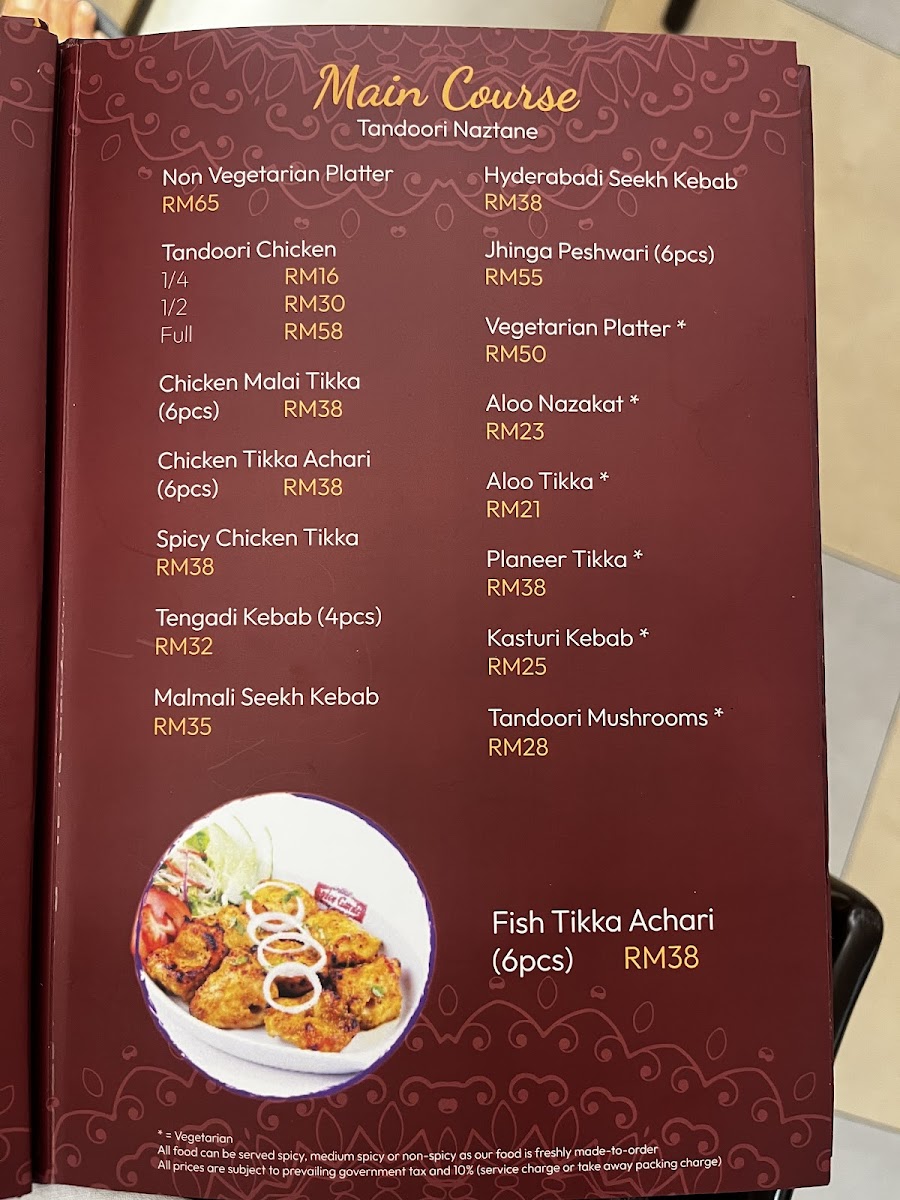 Main Course
Tandoori Naztane
Non Vegetarian Platter
RM65
Tandoori Chicken
1/4 RM16
1/2 RM30
Full RM58
Chicken Malai Tikka
(6pcs) RM38
Chicken Tikka Achari
(6pcs) RM38
Spicy Chicken Tikka
RM38
Tengadi Kebab (4pcs)
RM32
Malmali Seekh Kebab
RM35
Hyderabadi Seekh Kebab
RM38
Jhinga Peshwari (6pcs)
RM55
Vegetarian Platter *
RM50
Aloo Nazakat *
RM23
Aloo Tikka *
RM21
Planeer Tikka *
RM38
Kasturi Kebab *
RM25
Tandoori Mushrooms *
RM28
Fish Tikka Achari
(6pcs) RM38
* = Vegetarian
All food can be served spicy, medium spicy or non-spicy as our food is freshly made-to-order
All prices are subject to prevailing government tax and 10% (service charge or take away packing charge)